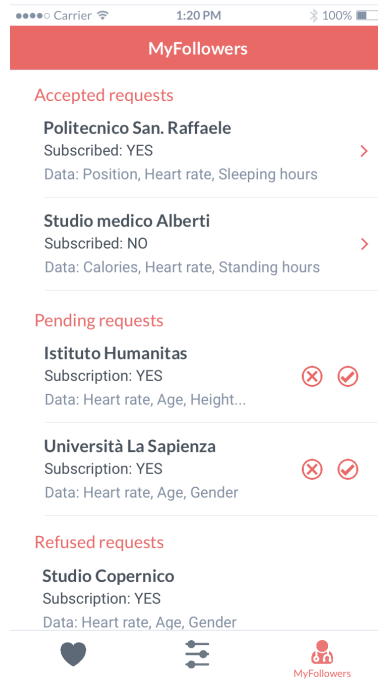 Carrier 1:20 PM 100%
MyFollowers
Accepted requests
Politecnico San. Raffaele
Subscribed: YES
Data: Position, Heart rate, Sleeping hours
Studio medico Alberti
Subscribed: NO
Data: Calories, Heart rate, Standing hours
Pending requests
Istituto Humanitas
Subscription: YES
Data: Heart rate, Age, Height...
Università La Sapienza
Subscription: YES
Data: Heart rate, Age, Gender
Refused requests
Studio Copernico
Subscription: YES
Data: Heart rate, Age, Gender
MyFollowers